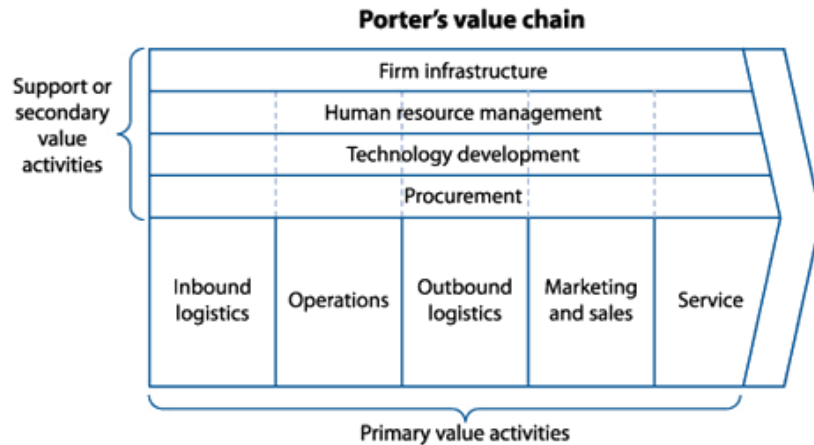 Porter's value chain
Support or
secondary
value
activities
Firm infrastructure
Human resource management
Technology development
Procurement
Inbound
logistics
Operations
Outbound
logistics
Marketing
and sales
Service
Primary value activities